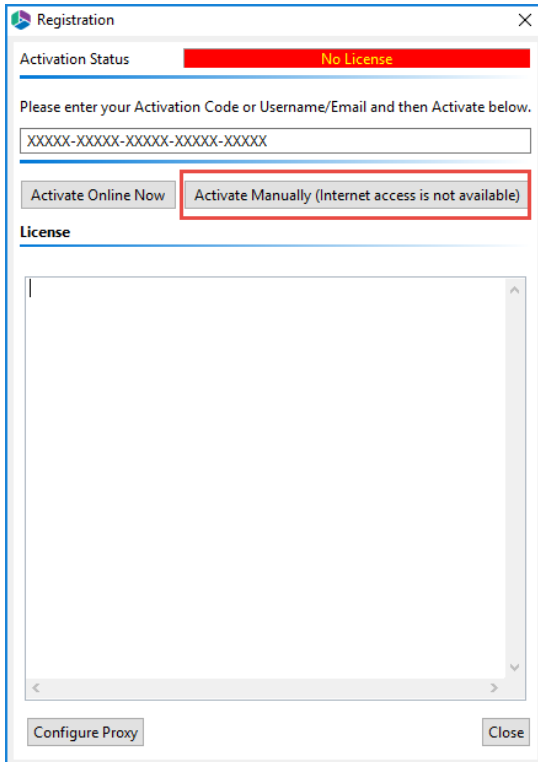 Registration
Activation Status No License
Please enter your Activation Code or Username/Email and then Activate below.
XXXXX-XXXXX-XXXXX-XXXXX-XXXXX
Activate Online Now Activate Manually (Internet access is not available)
License
Configure Proxy Close